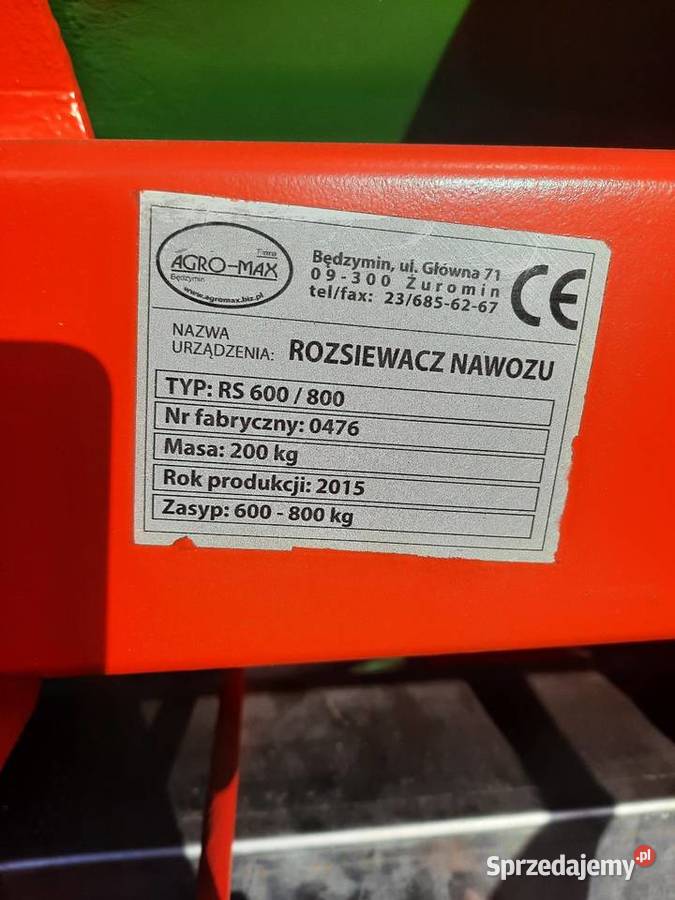 Firma
AGRO-MAX
Będzymin
www.agromax.biz.pl
Będzymin, ul. Główna 71
09-300 Żuromin
tel/fax: 23/685-62-67
CE
NAZWA
URZĄDZENIA: ROZSIEWACZ NAWOZU
TYP: RS 600 / 800
Nr fabryczny: 0476
Masa: 200 kg
Rok produkcji: 2015
Zasyp: 600 - 800 kg
Sprzedajemy.pl